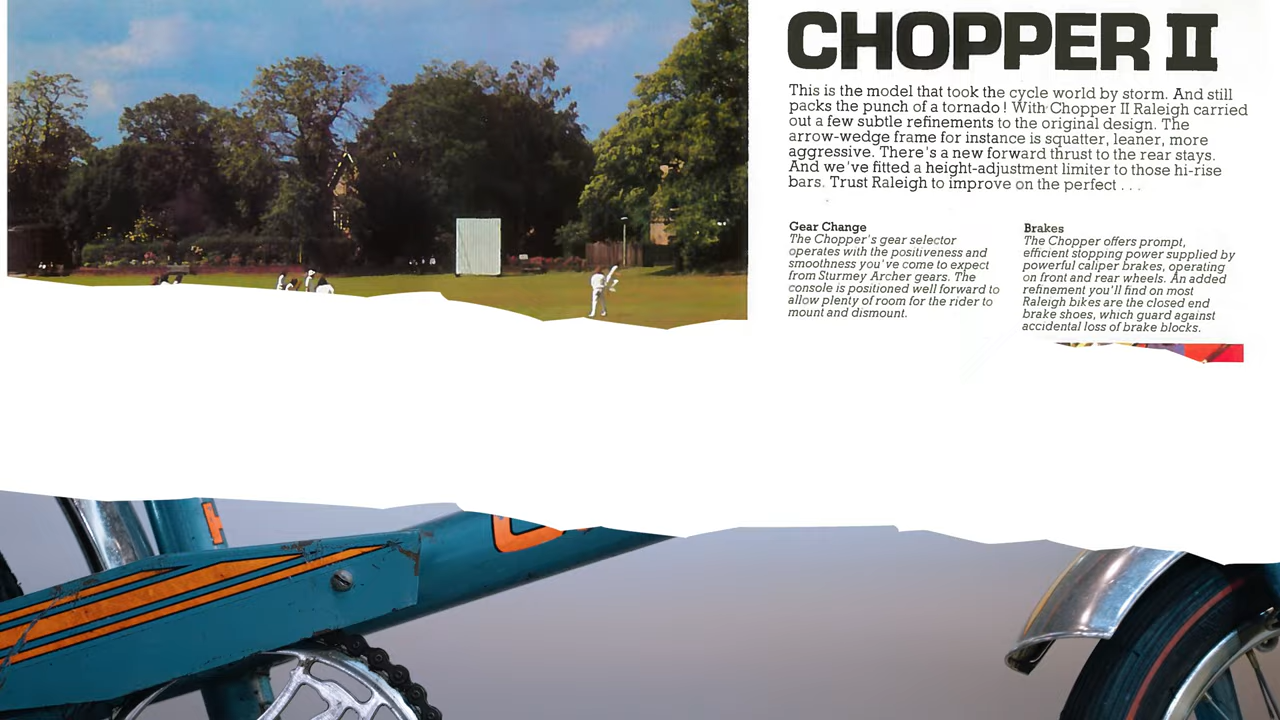 CHOPPER II
This is the model that took the cycle world by storm. And still
packs the punch of a tornado! With Chopper II Raleigh carried
out a few subtle refinements to the original design. The
arrow-wedge frame for instance is squatter, leaner, more
aggressive. There's a new forward thrust to the rear stays.
And we've fitted a height-adjustment limiter to those hi-rise
bars. Trust Raleigh to improve on the perfect . . .
Gear Change
The Chopper's gear selector
operates with the positiveness and
smoothness you've come to expect
from Sturmey Archer gears. The
console is positioned well forward to
allow plenty of room for the rider to
mount and dismount.
Brakes
The Chopper offers prompt,
efficient stopping power supplied by
powerful caliper brakes, operating
on front and rear wheels. An added
refinement you'll find on most
Raleigh bikes are the closed end
brake shoes, which guard against
accidental loss of brake blocks.